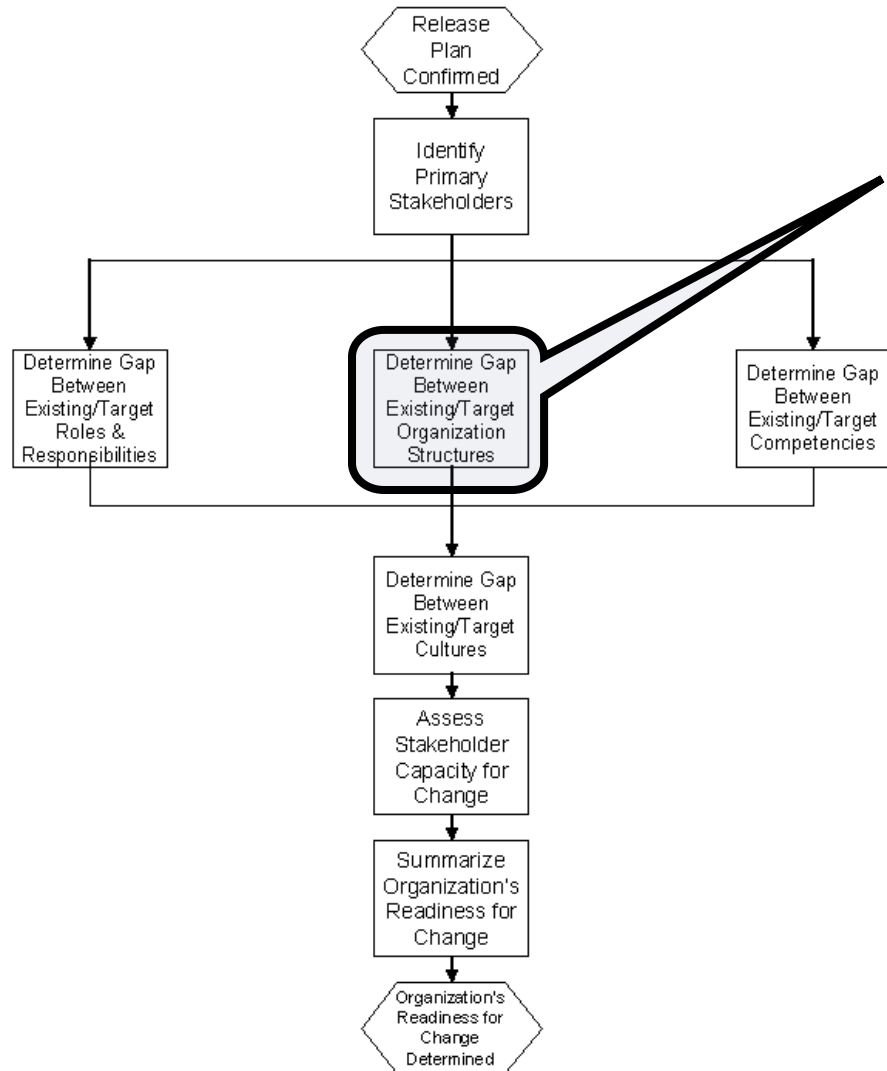 Release
Plan
Confirmed
Identify
Primary
Stakeholders
Determine Gap
Between
Existing/Target
Roles &
Responsibilities
Determine Gap
Between
Existing/Target
Organization
Structures
Determine Gap
Between
Existing/Target
Competencies
Determine Gap
Between
Existing/Target
Cultures
Assess
Stakeholder
Capacity for
Change
Summarize
Organization's
Readiness for
Change
Organization's
Readiness for
Change
Determined